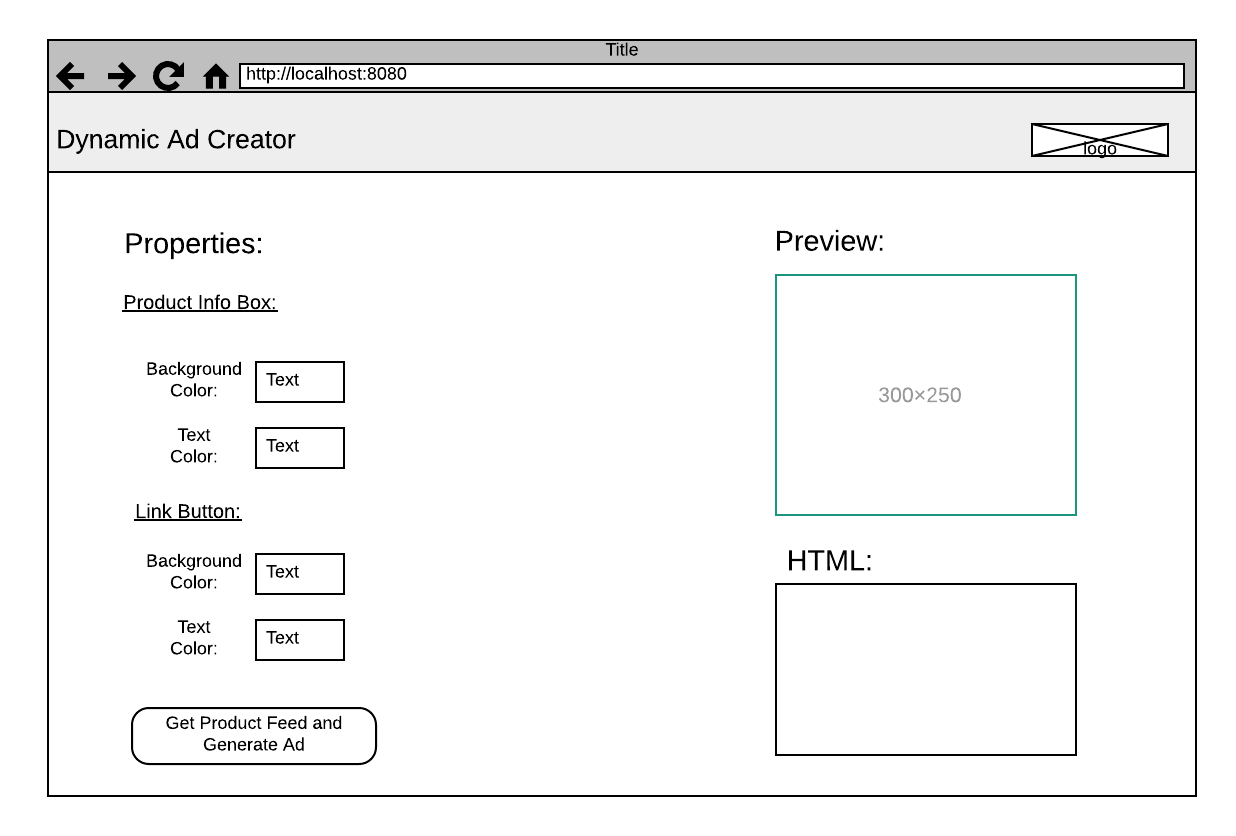 Title
http://localhost:8080
Dynamic Ad Creator
logo
Properties:
Product Info Box:
Background
Color:
Text
Text
Color:
Text
Link Button:
Background
Color:
Text
Text
Color:
Text
Get Product Feed and
Generate Ad
Preview:
300×250
HTML: